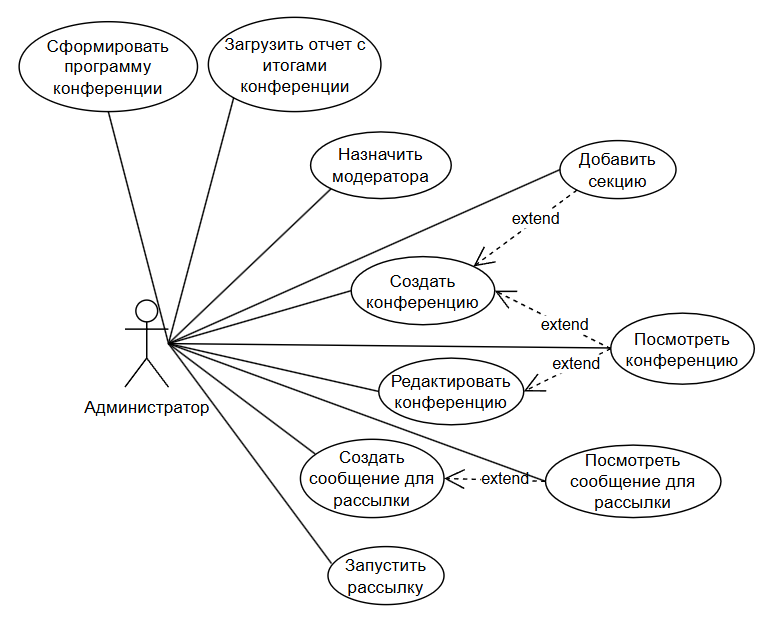 Сформировать
программу
конференции
Загрузить отчет с
итогами
конференции
Назначить
модератора
Добавить
секцию
extend
Создать
конференцию
extend
Посмотреть
конференцию
extend
Редактировать
конференцию
Администратор
Создать
сообщение для
рассылки
extend
Посмотреть
сообщение для
рассылки
Запустить
рассылку